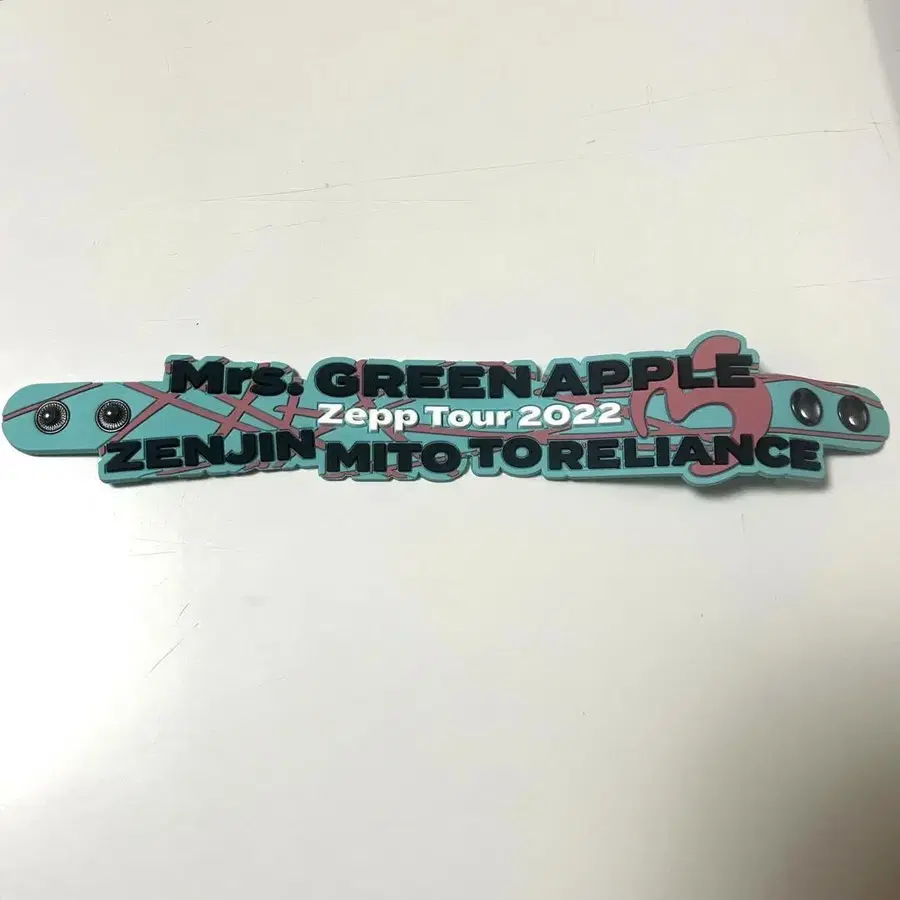 Mrs. GREEN APPLE
Zepp Tour 2022
ZENJIN MITO TO RELIANCE